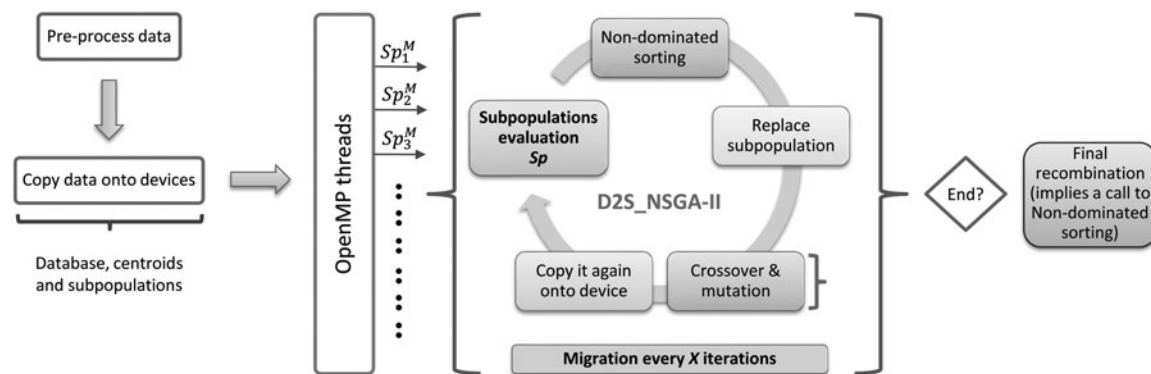 Pre-process data
Copy data onto devices
Database, centroids
and subpopulations
OpenMP threads
Sp₁ᴹ
Sp₂ᴹ
Sp₃ᴹ
Non-dominated
sorting
Subpopulations
evaluation
Sp
Replace
subpopulation
D2S_NSGA-II
Copy it again
onto device
Crossover &
mutation
Migration every X iterations
End?
Final
recombination
(implies a call to
Non-dominated
sorting)